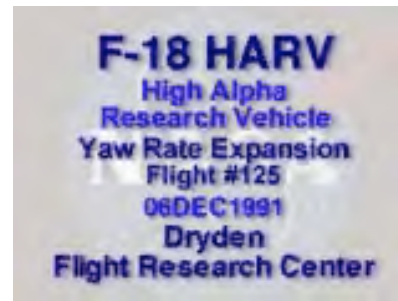 F-18 HARV
High Alpha
Research Vehicle
Yaw Rate Expansion
Flight #125
06DEC1991
Dryden
Flight Research Center